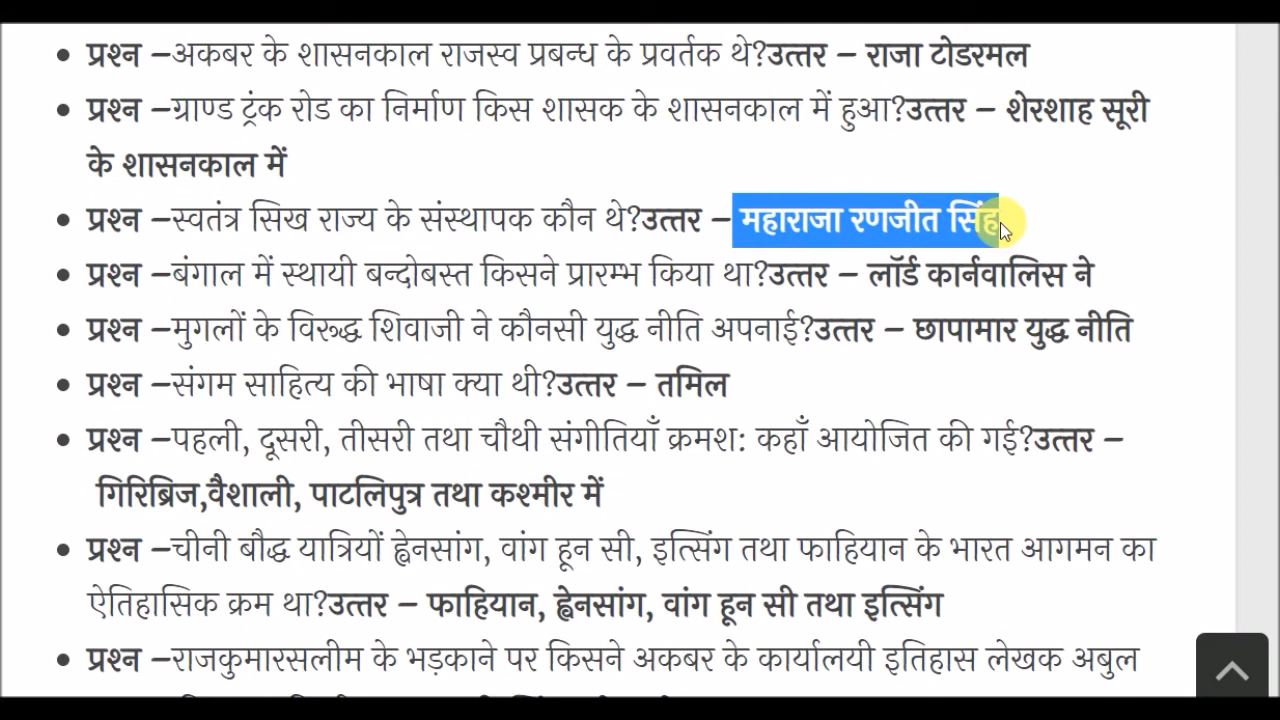 प्रश्न –अकबर के शासनकाल राजस्व प्रबन्ध के प्रवर्तक थे?उत्तर – राजा टोडरमल
प्रश्न –ग्राण्ड ट्रंक रोड का निर्माण किस शासक के शासनकाल में हुआ?उत्तर – शेरशाह सूरी
के शासनकाल में
प्रश्न –स्वतंत्र सिख राज्य के संस्थापक कौन थे?उत्तर – महाराजा रणजीत सिंह
प्रश्न –बंगाल में स्थायी बन्दोबस्त किसने प्रारम्भ किया था?उत्तर – लॉर्ड कार्नवालिस ने
प्रश्न –मुगलों के विरूद्ध शिवाजी ने कौनसी युद्ध नीति अपनाई?उत्तर – छापामार युद्ध नीति
प्रश्न –संगम साहित्य की भाषा क्या थी?उत्तर – तमिल
प्रश्न –पहली, दूसरी, तीसरी तथा चौथी संगीतियाँ क्रमश: कहाँ आयोजित की गई?उत्तर –
गिरिब्रिज,वैशाली, पाटलिपुत्र तथा कश्मीर में
प्रश्न –चीनी बौद्ध यात्रियों ह्वेनसांग, वांग हून सी, इत्सिंग तथा फाहियान के भारत आगमन का
ऐतिहासिक क्रम था?उत्तर – फाहियान, ह्वेनसांग, वांग हून सी तथा इत्सिंग
प्रश्न –राजकुमारसलीम के भड़काने पर किसने अकबर के कार्यालयी इतिहास लेखक अबुल